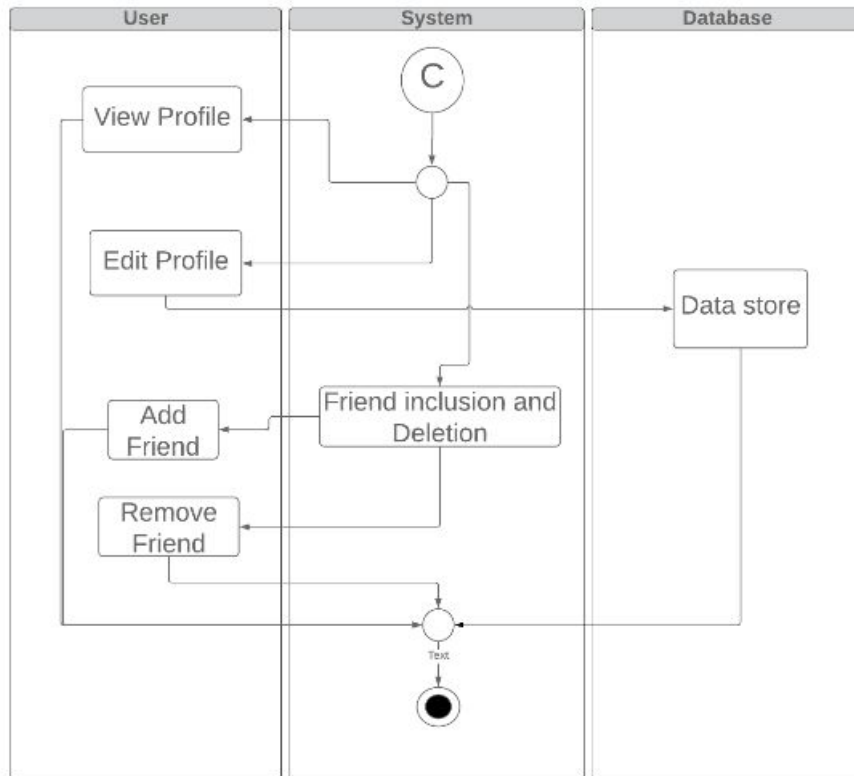 User
System
Database
C
View Profile
Edit Profile
Data store
Friend inclusion and
Deletion
Add
Friend
Remove
Friend
Text